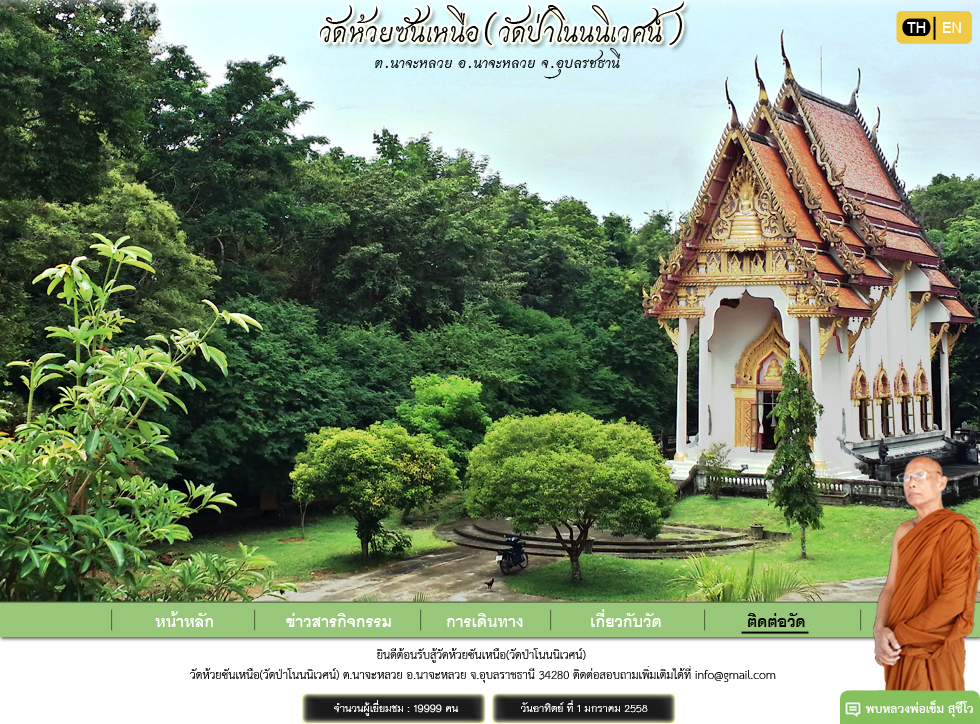 วัดห้วยซันเหนือ ( วัดป่าโนนนิเวศน์ )
ต.นาจะหลวย อ.นาจะหลวย จ.อุบลราชธานี
TH EN
หน้าหลัก ข่าวสารกิจกรรม การเดินทาง เกี่ยวกับวัด ติดต่อวัด
ยินดีต้อนรับสู้วัดห้วยซันเหนือ(วัดป่าโนนนิเวศน์)
วัดห้วยซันเหนือ(วัดป่าโนนนิเวศน์) ต.นาจะหลวย อ.นาจะหลวย จ.อุบลราชธานี 34280 ติดต่อสอบถามเพิ่มเติมได้ที่ info@gmail.com
จำนวนผู้เยี่ยมชม : 19999 คน
วันอาทิตย์ ที่ 1 มกราคม 2558
พบหลวงพ่อเข็ม สุชีโว